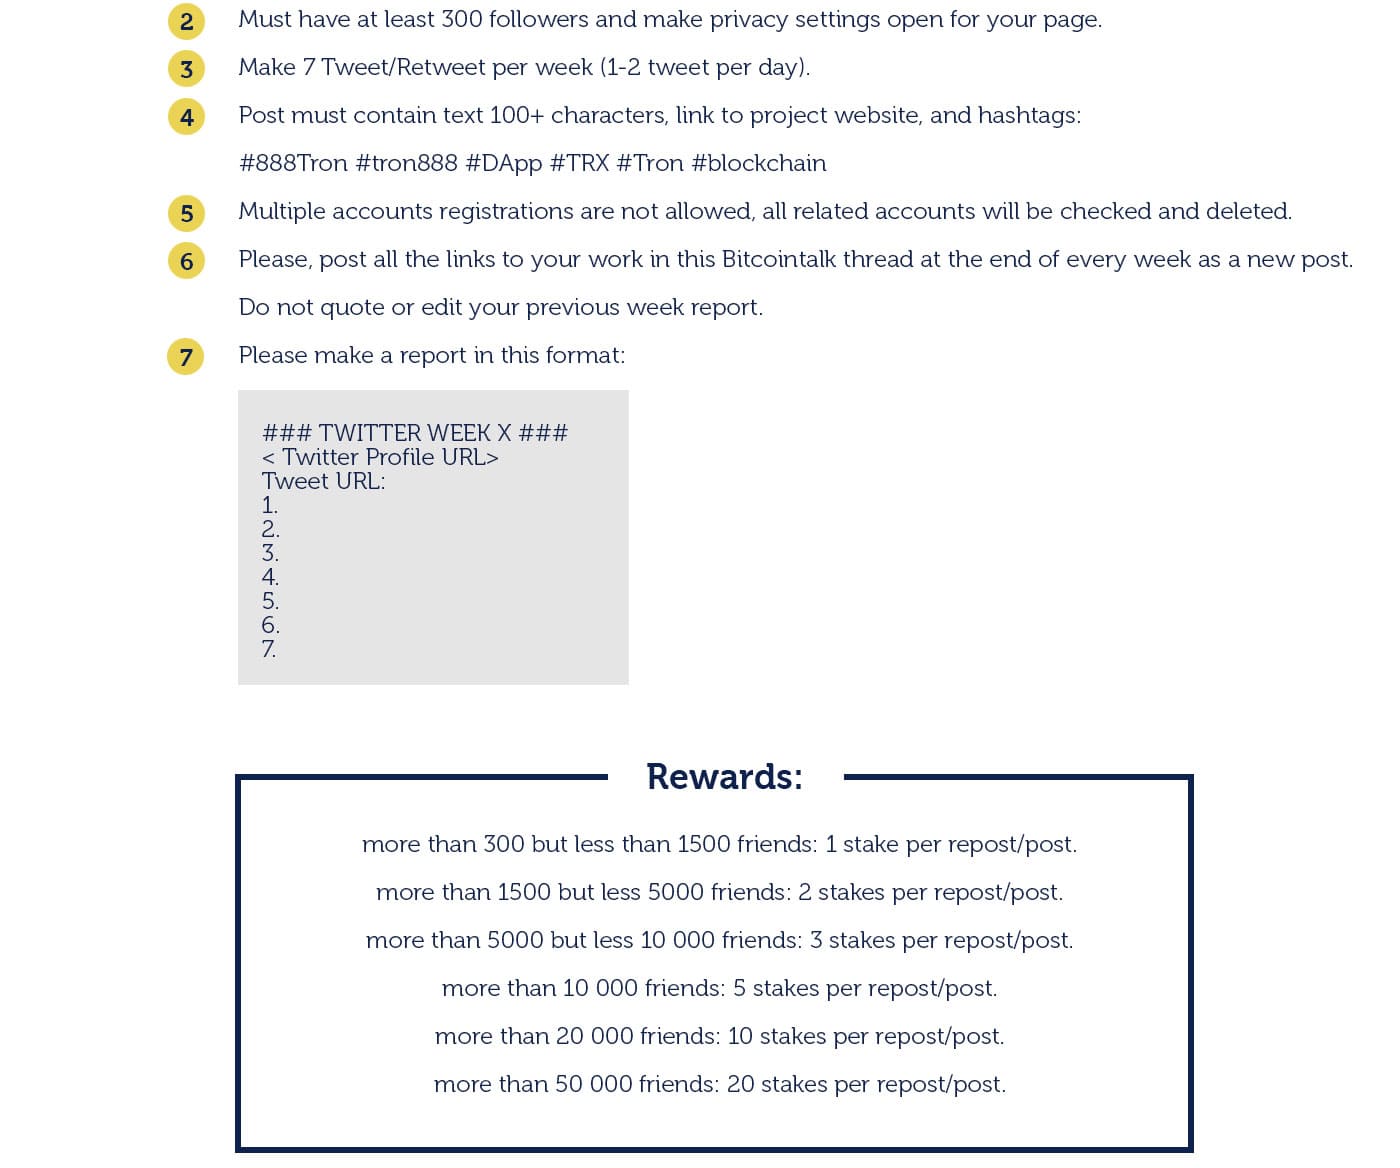 2 Must have at least 300 followers and make privacy settings open for your page.
3 Make 7 Tweet/Retweet per week (1-2 tweet per day).
4 Post must contain text 100+ characters, link to project website, and hashtags:
#888Tron #tron888 #DApp #TRX #Tron #blockchain
5 Multiple accounts registrations are not allowed, all related accounts will be checked and deleted.
6 Please, post all the links to your work in this Bitcointalk thread at the end of every week as a new post.
Do not quote or edit your previous week report.
7 Please make a report in this format:
### TWITTER WEEK X ###
< Twitter Profile URL>
Tweet URL:
1.
2.
3.
4.
5.
6.
7.
Rewards:
more than 300 but less than 1500 friends: 1 stake per repost/post.
more than 1500 but less 5000 friends: 2 stakes per repost/post.
more than 5000 but less 10 000 friends: 3 stakes per repost/post.
more than 10 000 friends: 5 stakes per repost/post.
more than 20 000 friends: 10 stakes per repost/post.
more than 50 000 friends: 20 stakes per repost/post.